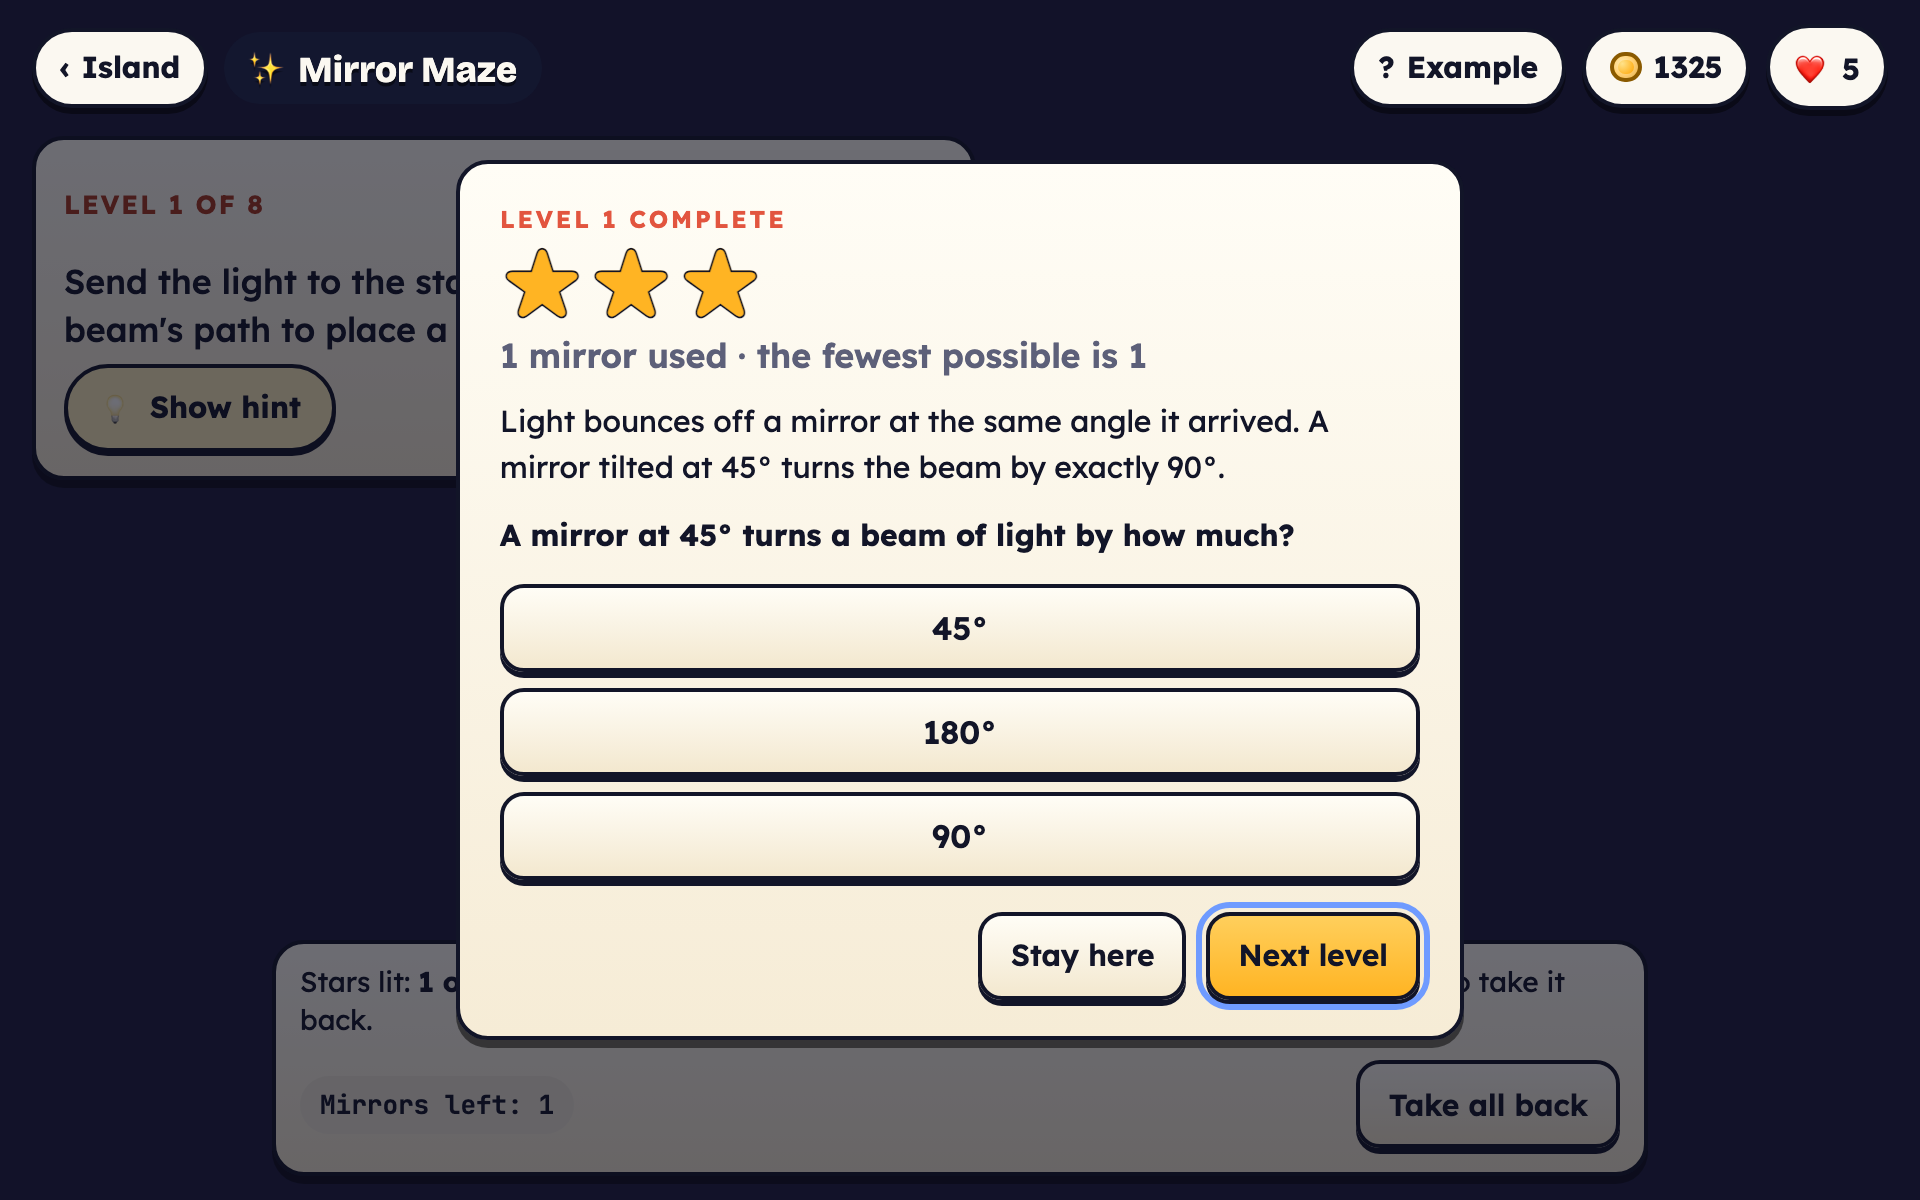 ‹ Island
Mirror Maze
? Example
1325
5
LEVEL 1 OF 8
Send the light to the
beam's path to place a
Show hint
LEVEL 1 COMPLETE
1 mirror used · the fewest possible is 1
Light bounces off a mirror at the same angle it arrived. A
mirror tilted at 45° turns the beam by exactly 90°.
A mirror at 45° turns a beam of light by how much?
45°
180°
90°
Stay here
Next level
Stars lit: 1
take it
back.
Mirrors left: 1
Take all back